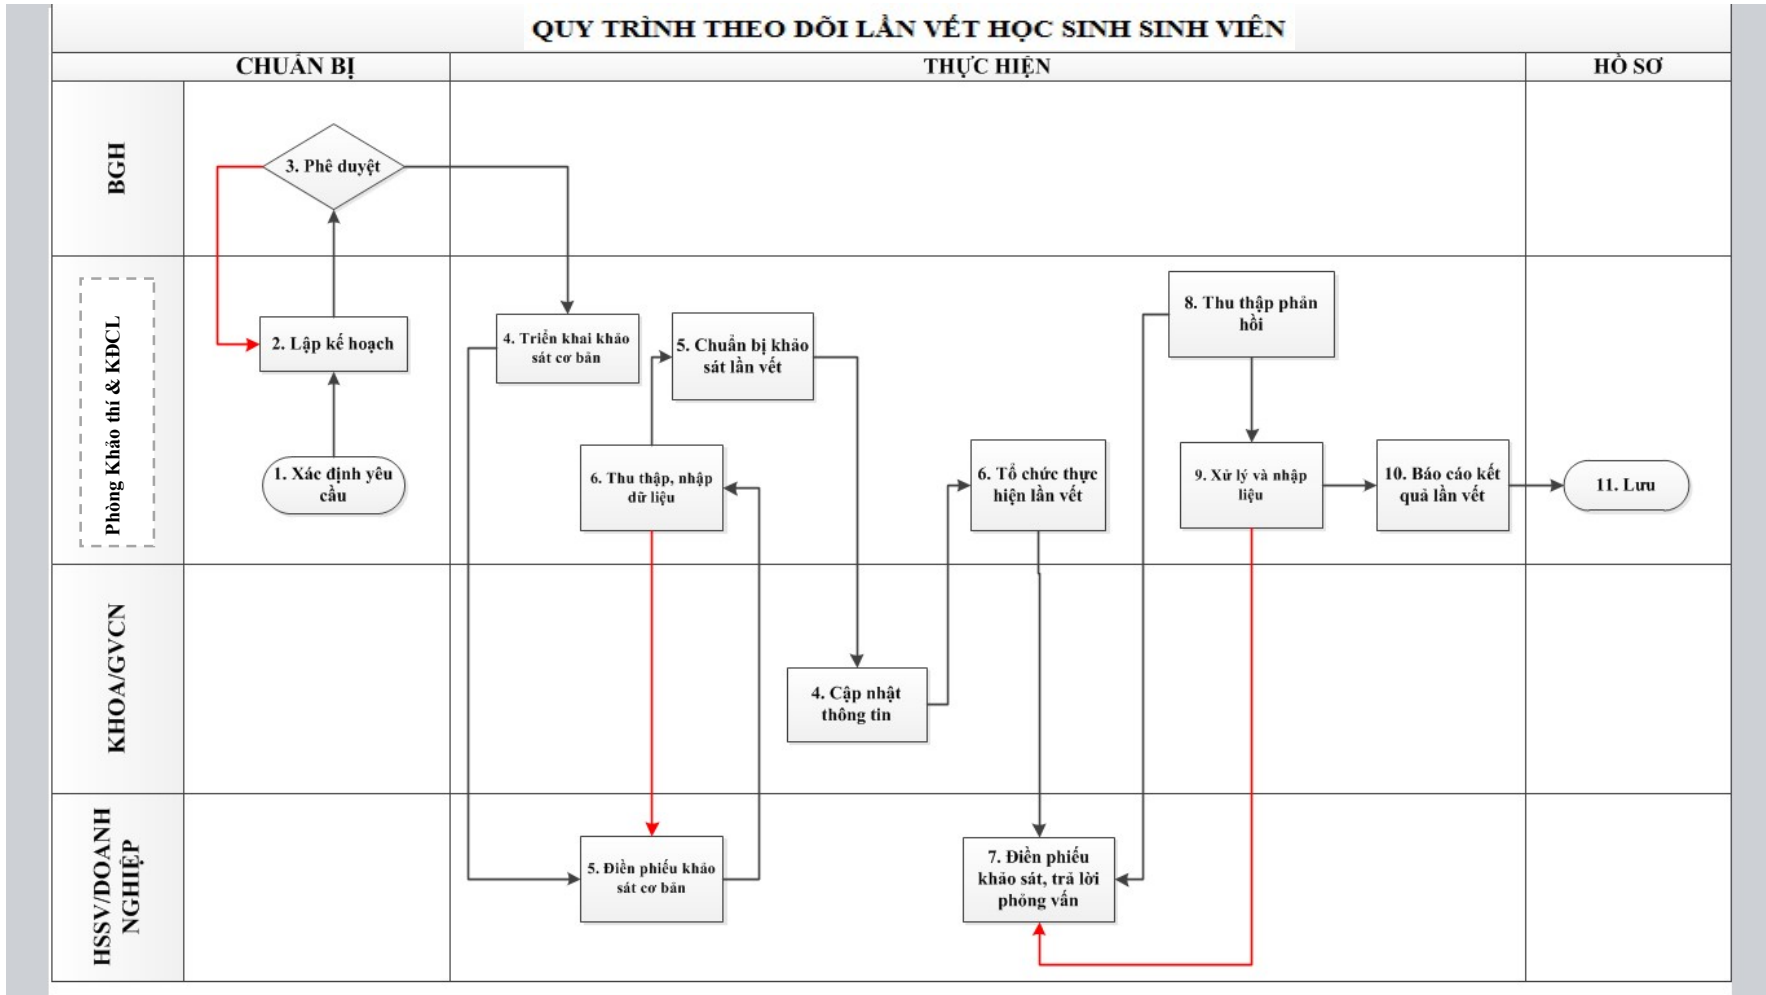 QUY TRÌNH THEO DÕI LẦN VẾT HỌC SINH SINH VIÊN
CHUẨN BỊ
THỰC HIỆN
HỒ SƠ
BGH
3. Phê duyệt
Phòng Khảo thí & KĐCL
2. Lập kế hoạch
1. Xác định yêu
cầu
4. Triển khai khảo
sát cơ bản
5. Chuẩn bị khảo
sát lần vết
6. Thu thập, nhập
dữ liệu
6. Tổ chức thực
hiện lần vết
8. Thu thập phản
hồi
9. Xử lý và nhập
liệu
10. Báo cáo kết
quả lần vết
11. Lưu
KHOA/GVCN
4. Cập nhật
thông tin
HSSV/DOANH
NGHIỆP
5. Điền phiếu khảo
sát cơ bản
7. Điền phiếu
khảo sát, trả lời
phỏng vấn